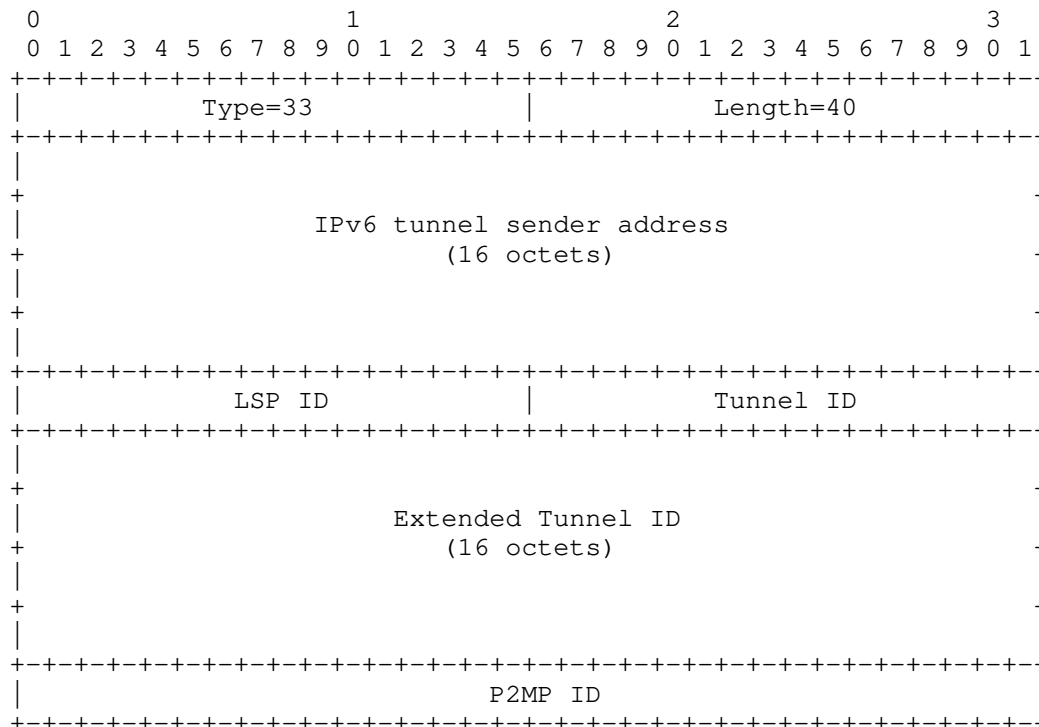 0                   1                   2                   3
0 1 2 3 4 5 6 7 8 9 0 1 2 3 4 5 6 7 8 9 0 1 2 3 4 5 6 7 8 9 0 1
+-+-+-+-+-+-+-+-+-+-+-+-+-+-+-+-+-+-+-+-+-+-+-+-+-+-+-+-+-+-+-+-
| Type=33 | Length=40
+-+-+-+-+-+-+-+-+-+-+-+-+-+-+-+-+-+-+-+-+-+-+-+-+-+-+-+-+-+-+-+-
|
+
| IPv6 tunnel sender address
+ (16 octets)
|
+
|
+-+-+-+-+-+-+-+-+-+-+-+-+-+-+-+-+-+-+-+-+-+-+-+-+-+-+-+-+-+-+-+-
| LSP ID | Tunnel ID
+-+-+-+-+-+-+-+-+-+-+-+-+-+-+-+-+-+-+-+-+-+-+-+-+-+-+-+-+-+-+-+-
|
+
| Extended Tunnel ID
+ (16 octets)
|
+
|
+-+-+-+-+-+-+-+-+-+-+-+-+-+-+-+-+-+-+-+-+-+-+-+-+-+-+-+-+-+-+-+-
| P2MP ID
+-+-+-+-+-+-+-+-+-+-+-+-+-+-+-+-+-+-+-+-+-+-+-+-+-+-+-+-+-+-+-+-